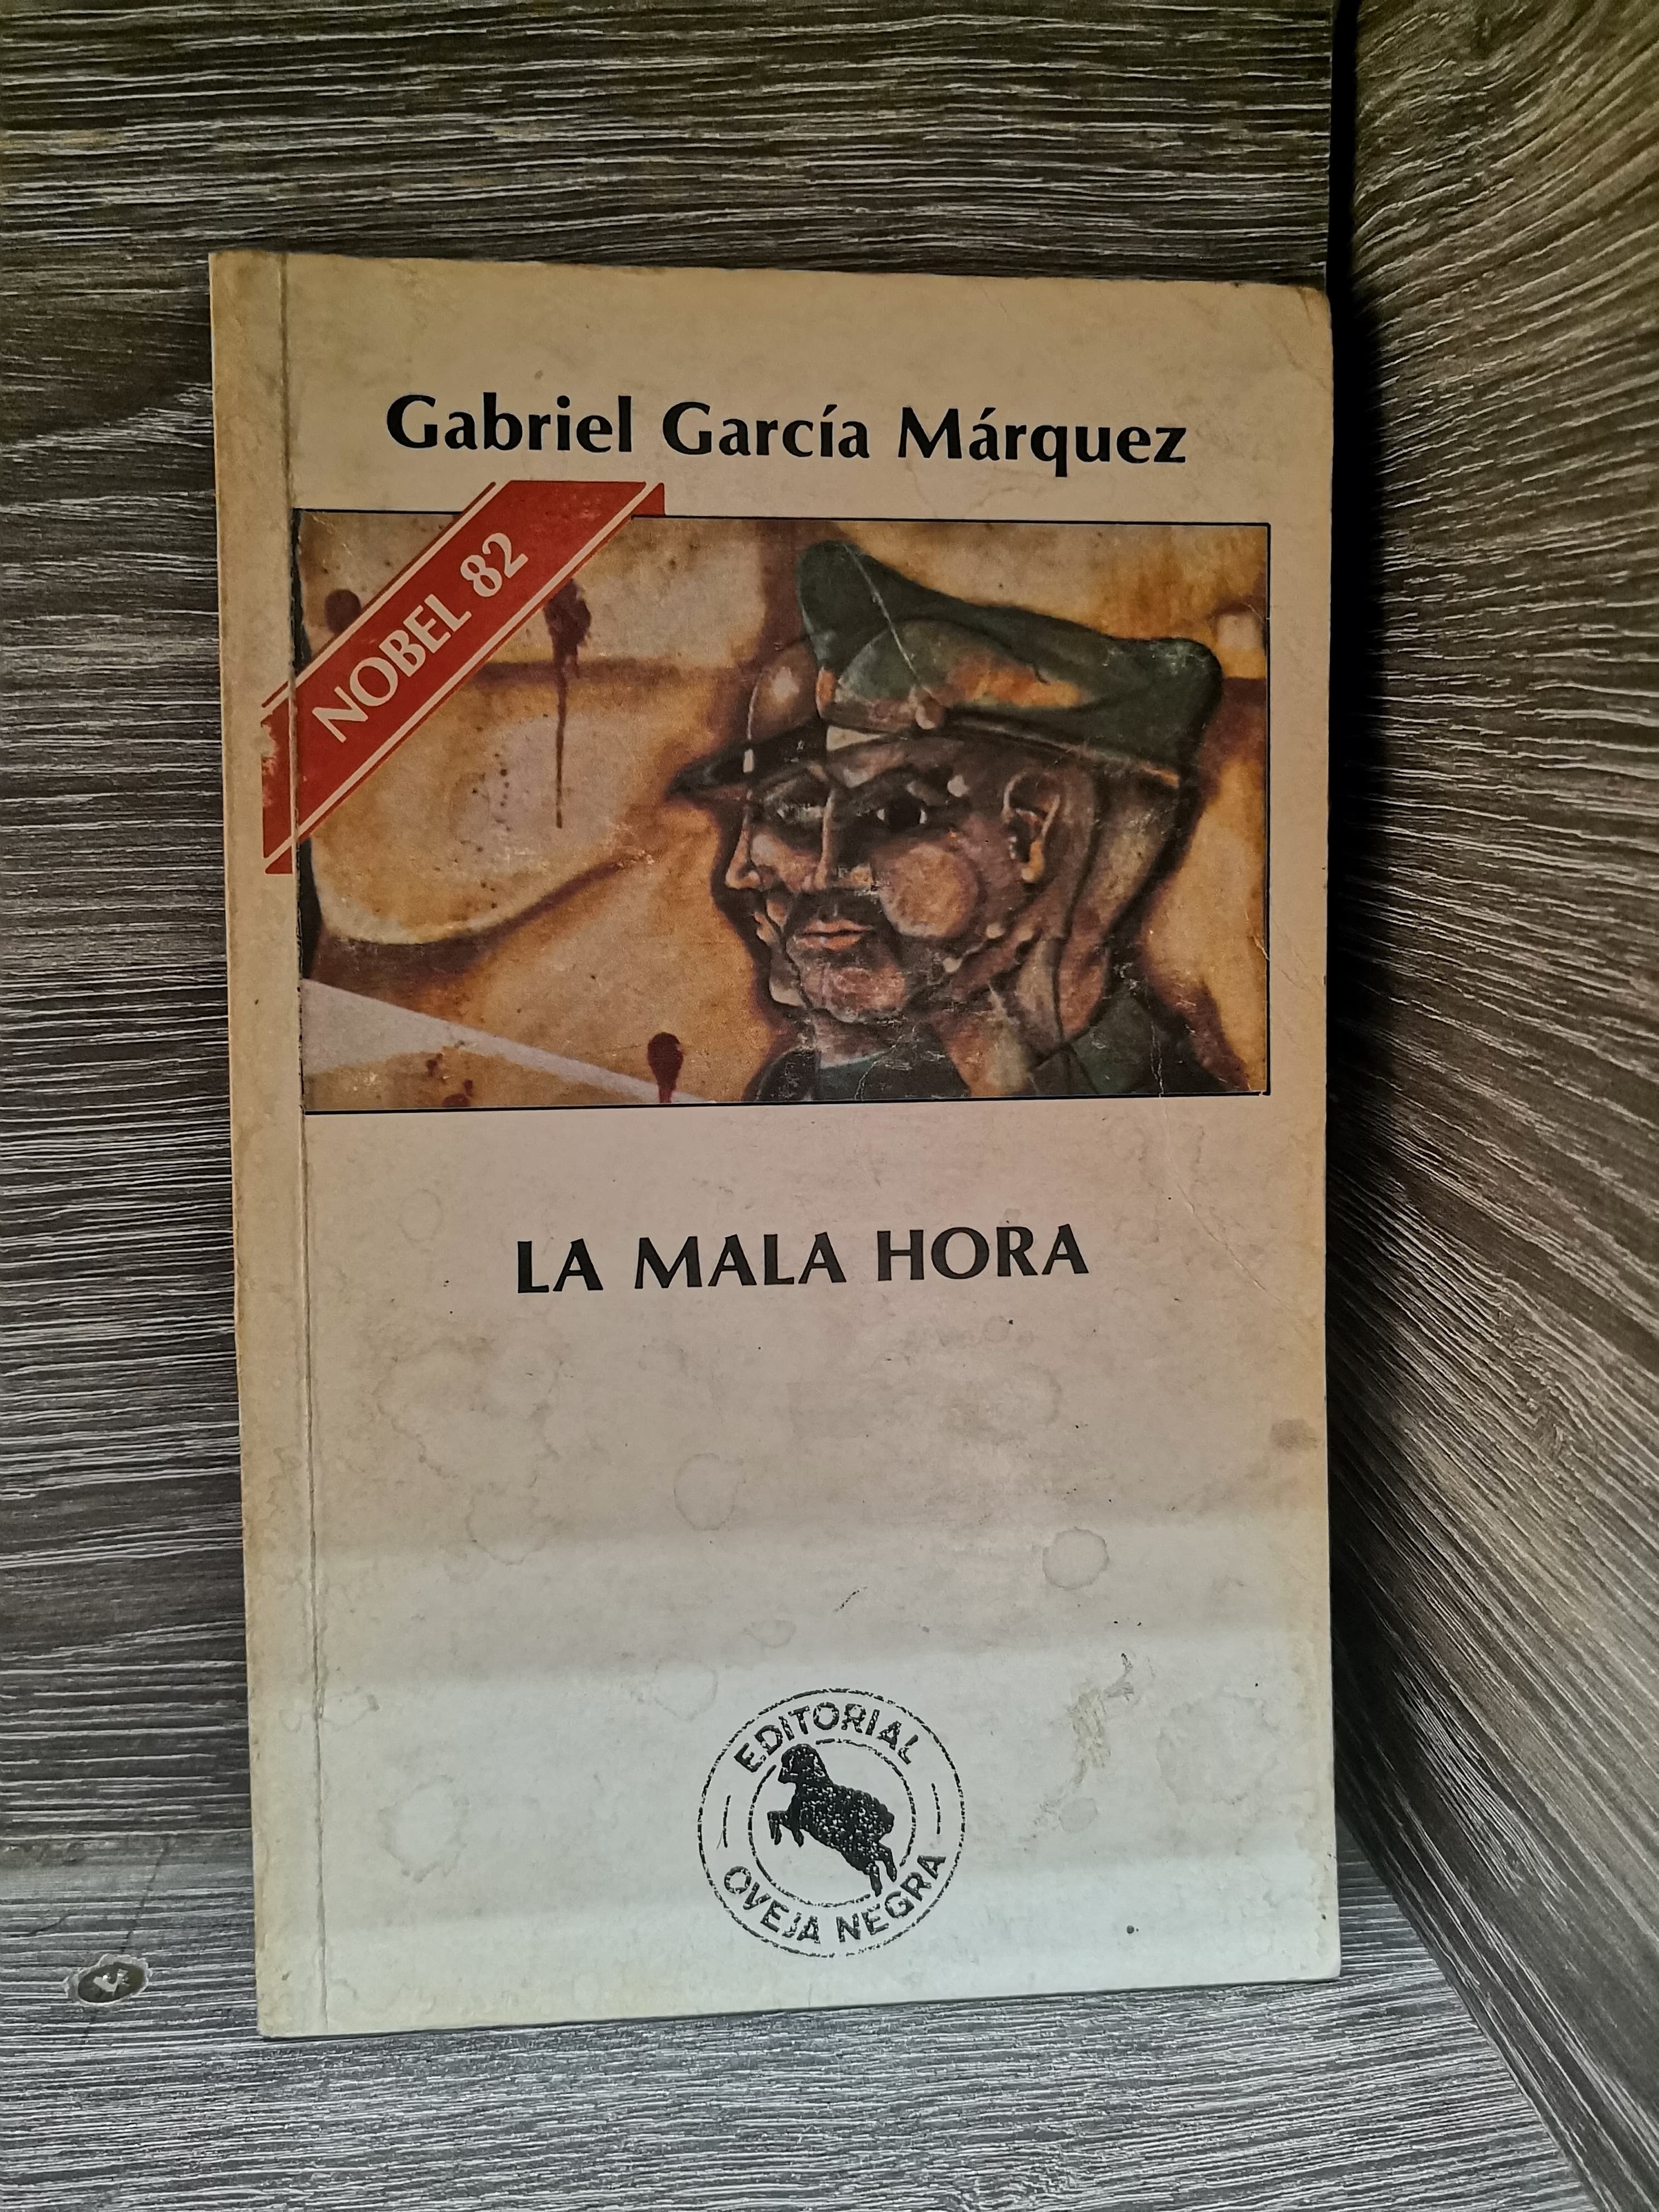 Gabriel García Márquez
NOBEL 82
LA MALA HORA
EDITORIAL
OVEJA NEGRA